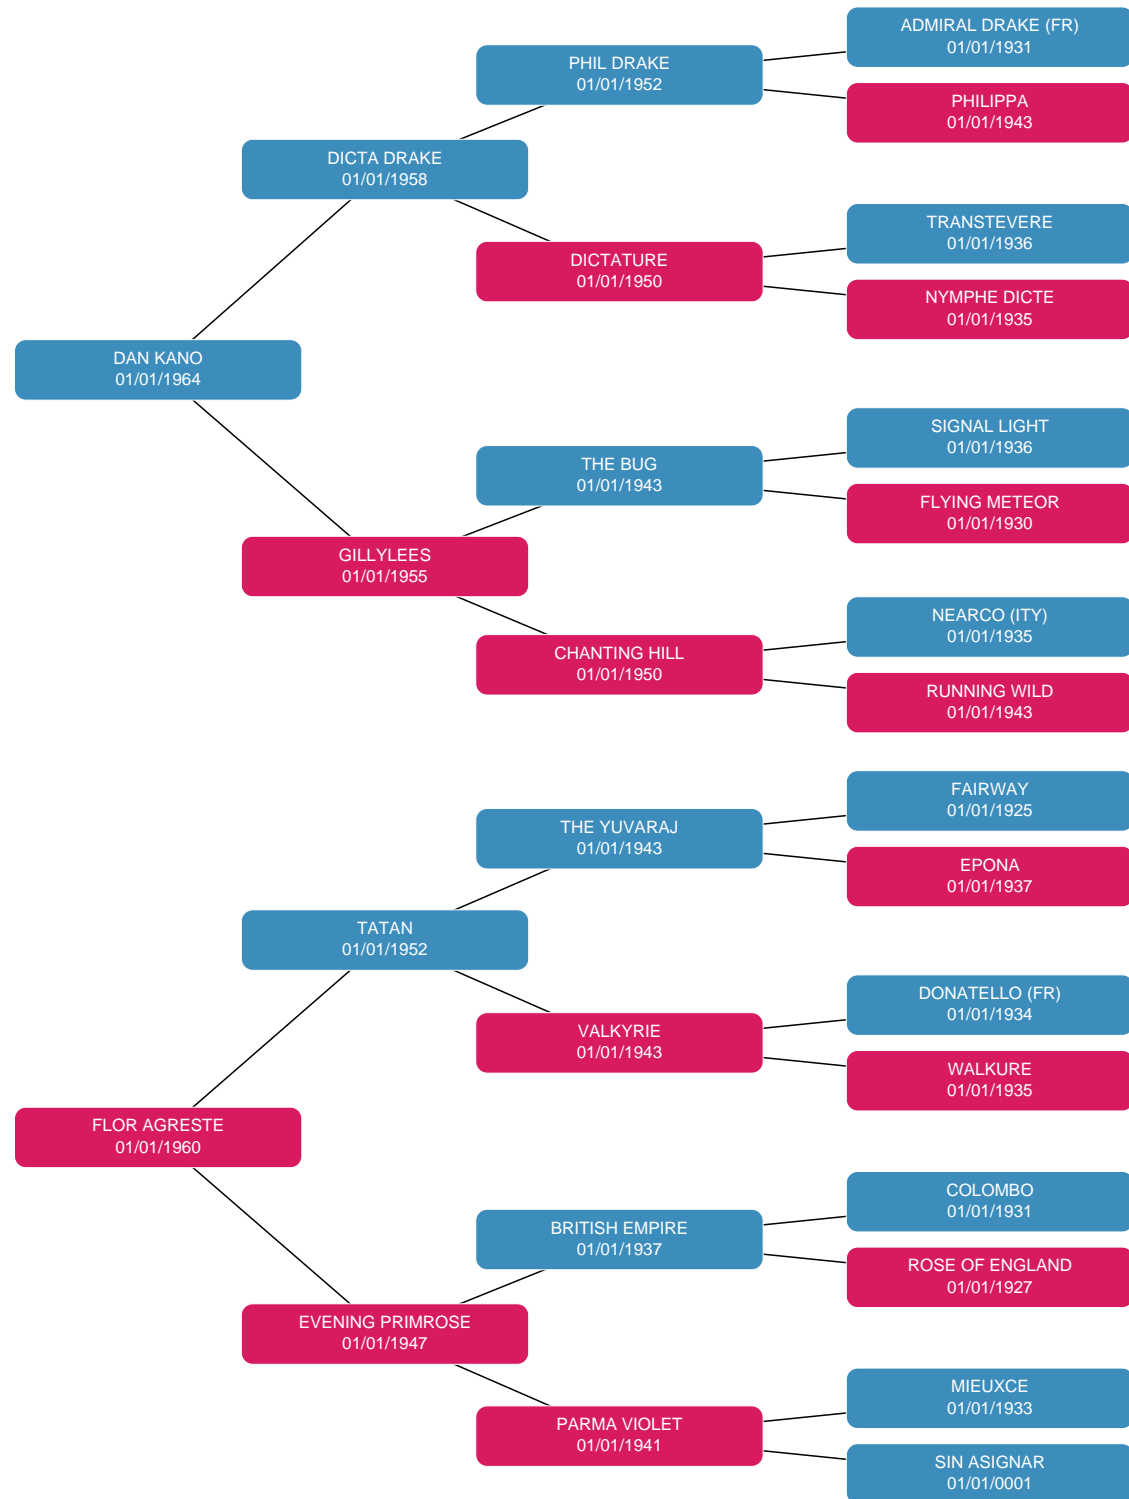 ADMIRAL DRAKE (FR)
01/01/1931
PHIL DRAKE
01/01/1952
PHILIPPA
01/01/1943
DICTA DRAKE
01/01/1958
TRANSTEVERE
01/01/1936
DICTATURE
01/01/1950
NYMPHE DICTE
01/01/1935
DAN KANO
01/01/1964
SIGNAL LIGHT
01/01/1936
THE BUG
01/01/1943
FLYING METEOR
01/01/1930
GILLYLEES
01/01/1955
NEARCO (ITY)
01/01/1935
CHANTING HILL
01/01/1950
RUNNING WILD
01/01/1943
FAIRWAY
01/01/1925
THE YUVARAJ
01/01/1943
EPONA
01/01/1937
TATAN
01/01/1952
DONATELLO (FR)
01/01/1934
VALKYRIE
01/01/1943
WALKURE
01/01/1935
FLOR AGRESTE
01/01/1960
COLOMBO
01/01/1931
BRITISH EMPIRE
01/01/1937
ROSE OF ENGLAND
01/01/1927
EVENING PRIMROSE
01/01/1947
MIEUXCE
01/01/1933
PARMA VIOLET
01/01/1941
SIN ASIGNAR
01/01/0001